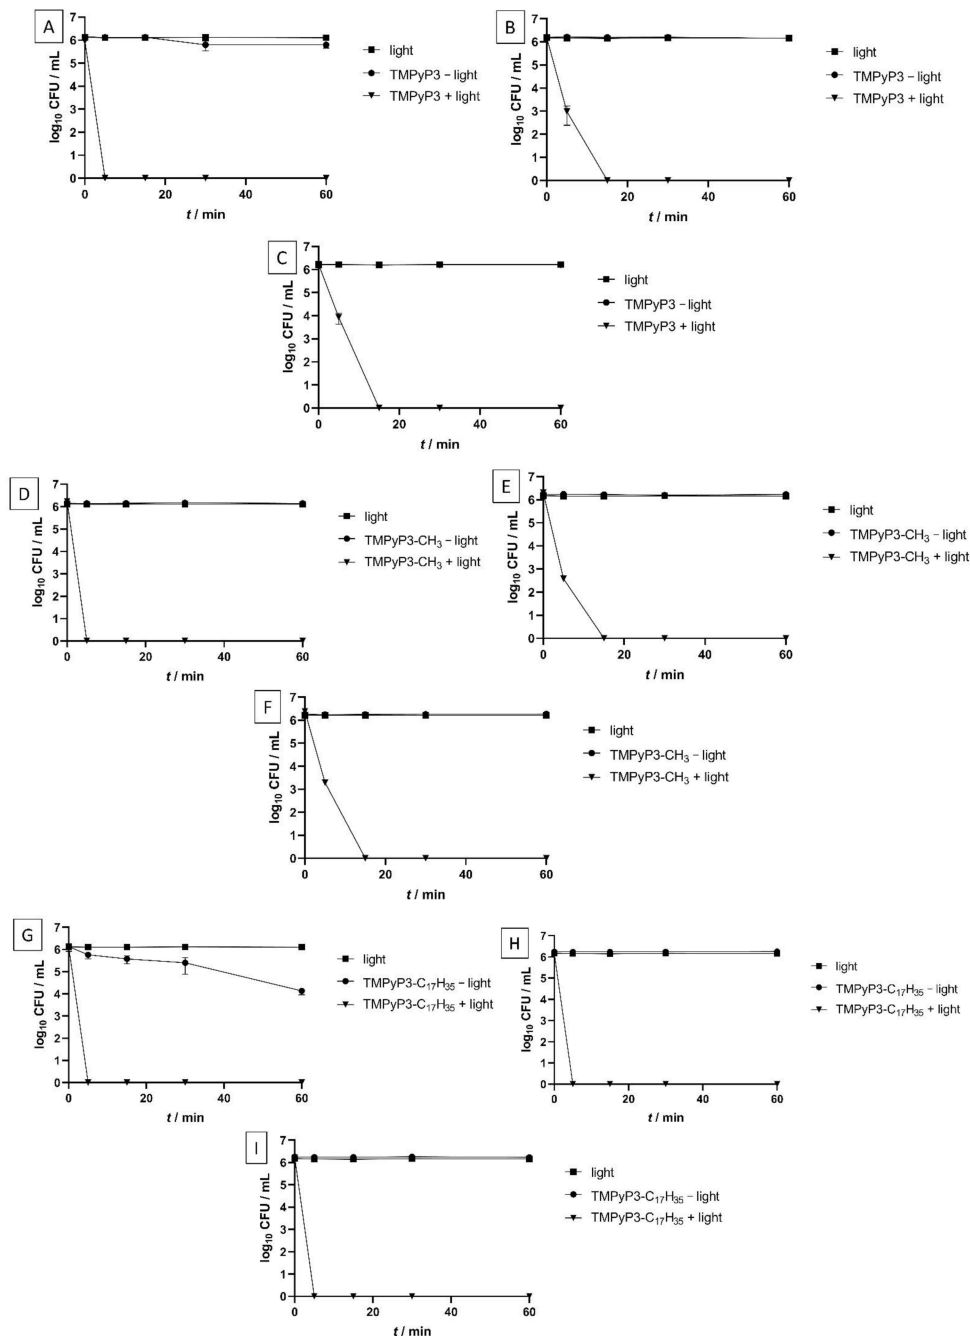 A
log₁₀ CFU / mL
7
6
5
4
3
2
1
0
0 20 40 60
t / min
light
TMPyP3 – light
TMPyP3 + light
B
log₁₀ CFU / mL
7
6
5
4
3
2
1
0
0 20 40 60
t / min
light
TMPyP3 – light
TMPyP3 + light
C
log₁₀ CFU / mL
7
6
5
4
3
2
1
0
0 20 40 60
t / min
light
TMPyP3 – light
TMPyP3 + light
D
log₁₀ CFU / mL
7
6
5
4
3
2
1
0
0 20 40 60
t / min
light
TMPyP3-CH₃ – light
TMPyP3-CH₃ + light
E
log₁₀ CFU / mL
7
6
5
4
3
2
1
0
0 20 40 60
t / min
light
TMPyP3-CH₃ – light
TMPyP3-CH₃ + light
F
log₁₀ CFU / mL
7
6
5
4
3
2
1
0
0 20 40 60
t / min
light
TMPyP3-CH₃ – light
TMPyP3-CH₃ + light
G
log₁₀ CFU / mL
7
6
5
4
3
2
1
0
0 20 40 60
t / min
light
TMPyP3-C₁₇H₃₅ – light
TMPyP3-C₁₇H₃₅ + light
H
log₁₀ CFU / mL
7
6
5
4
3
2
1
0
0 20 40 60
t / min
light
TMPyP3-C₁₇H₃₅ – light
TMPyP3-C₁₇H₃₅ + light
I
log₁₀ CFU / mL
7
6
5
4
3
2
1
0
0 20 40 60
t / min
light
TMPyP3-C₁₇H₃₅ – light
TMPyP3-C₁₇H₃₅ + light